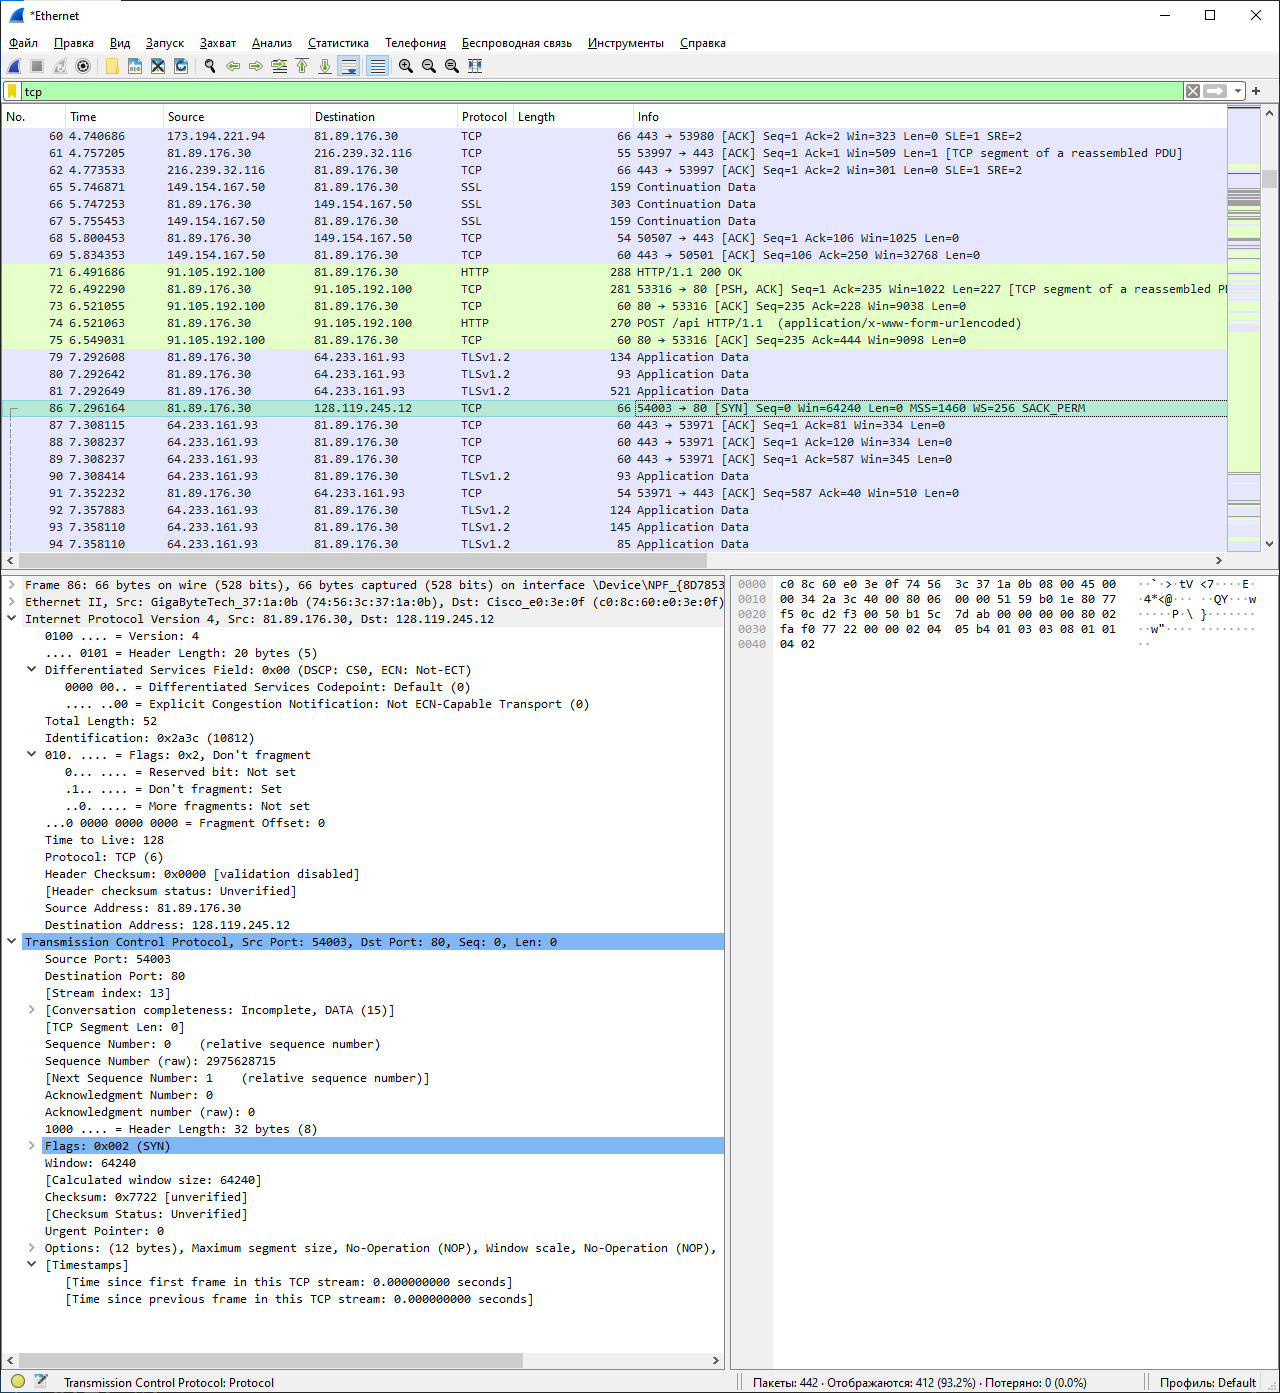 *Ethernet
Файл Правка Вид Запуск Захват Анализ Статистика Телефония Беспроводная связь Инструменты Справка
tcp
No. Time Source Destination Protocol Length Info
60 4.740686 173.194.221.94 81.89.176.30 TCP 66 443 → 53980 [ACK] Seq=1 Ack=2 Win=323 Len=0 SLE=1 SRE=2
61 4.757205 81.89.176.30 216.239.32.116 TCP 55 53997 → 443 [ACK] Seq=1 Ack=1 Win=509 Len=1 [TCP segment of a reassembled PDU]
62 4.773533 216.239.32.116 81.89.176.30 TCP 66 443 → 53997 [ACK] Seq=1 Ack=2 Win=301 Len=0 SLE=1 SRE=2
65 5.746871 149.154.167.50 81.89.176.30 SSL 159 Continuation Data
66 5.747253 81.89.176.30 149.154.167.50 SSL 303 Continuation Data
67 5.755453 149.154.167.50 81.89.176.30 SSL 159 Continuation Data
68 5.800453 81.89.176.30 149.154.167.50 TCP 54 50507 → 443 [ACK] Seq=1 Ack=106 Win=1025 Len=0
69 5.834353 149.154.167.50 81.89.176.30 TCP 60 443 → 50501 [ACK] Seq=106 Ack=250 Win=32768 Len=0
71 6.491686 91.105.192.100 81.89.176.30 HTTP 288 HTTP/1.1 200 OK
72 6.492290 81.89.176.30 91.105.192.100 TCP 281 53316 → 80 [PSH, ACK] Seq=1 Ack=235 Win=1022 Len=227 [TCP segment of a reassembled P
73 6.521055 91.105.192.100 81.89.176.30 TCP 60 80 → 53316 [ACK] Seq=235 Ack=228 Win=9038 Len=0
74 6.521063 81.89.176.30 91.105.192.100 HTTP 270 POST /api HTTP/1.1  (application/x-www-form-urlencoded)
75 6.549031 91.105.192.100 81.89.176.30 TCP 60 80 → 53316 [ACK] Seq=235 Ack=444 Win=9098 Len=0
79 7.292608 81.89.176.30 64.233.161.93 TLSv1.2 134 Application Data
80 7.292642 81.89.176.30 64.233.161.93 TLSv1.2 93 Application Data
81 7.292649 81.89.176.30 64.233.161.93 TLSv1.2 521 Application Data
86 7.296164 81.89.176.30 128.119.245.12 TCP 66 54003 → 80 [SYN] Seq=0 Win=64240 Len=0 MSS=1460 WS=256 SACK_PERM
87 7.308115 64.233.161.93 81.89.176.30 TCP 60 443 → 53971 [ACK] Seq=1 Ack=81 Win=334 Len=0
88 7.308237 64.233.161.93 81.89.176.30 TCP 60 443 → 53971 [ACK] Seq=1 Ack=120 Win=334 Len=0
89 7.308237 64.233.161.93 81.89.176.30 TCP 60 443 → 53971 [ACK] Seq=1 Ack=587 Win=345 Len=0
90 7.308414 64.233.161.93 81.89.176.30 TLSv1.2 93 Application Data
91 7.352232 81.89.176.30 64.233.161.93 TCP 54 53971 → 443 [ACK] Seq=587 Ack=40 Win=510 Len=0
92 7.357883 64.233.161.93 81.89.176.30 TLSv1.2 124 Application Data
93 7.358110 64.233.161.93 81.89.176.30 TLSv1.2 145 Application Data
94 7.358110 64.233.161.93 81.89.176.30 TLSv1.2 85 Application Data
Frame 86: 66 bytes on wire (528 bits), 66 bytes captured (528 bits) on interface \Device\NPF_{8D7853
Ethernet II, Src: GigaByteTech_37:1a:0b (74:56:3c:37:1a:0b), Dst: Cisco_e0:3e:0f (c0:8c:60:e0:3e:0f)
Internet Protocol Version 4, Src: 81.89.176.30, Dst: 128.119.245.12
0100 .... = Version: 4
.... 0101 = Header Length: 20 bytes (5)
Differentiated Services Field: 0x00 (DSCP: CS0, ECN: Not-ECT)
0000 00.. = Differentiated Services Codepoint: Default (0)
.... ..00 = Explicit Congestion Notification: Not ECN-Capable Transport (0)
Total Length: 52
Identification: 0x2a3c (10812)
010. .... = Flags: 0x2, Don't fragment
0... .... = Reserved bit: Not set
.1.. .... = Don't fragment: Set
..0. .... = More fragments: Not set
...0 0000 0000 0000 = Fragment Offset: 0
Time to Live: 128
Protocol: TCP (6)
Header Checksum: 0x0000 [validation disabled]
[Header checksum status: Unverified]
Source Address: 81.89.176.30
Destination Address: 128.119.245.12
Transmission Control Protocol, Src Port: 54003, Dst Port: 80, Seq: 0, Len: 0
Source Port: 54003
Destination Port: 80
[Stream index: 13]
[Conversation completeness: Incomplete, DATA (15)]
[TCP Segment Len: 0]
Sequence Number: 0    (relative sequence number)
Sequence Number (raw): 2975628715
[Next Sequence Number: 1    (relative sequence number)]
Acknowledgment Number: 0
Acknowledgment number (raw): 0
1000 .... = Header Length: 32 bytes (8)
Flags: 0x002 (SYN)
Window: 64240
[Calculated window size: 64240]
Checksum: 0x7722 [unverified]
[Checksum Status: Unverified]
Urgent Pointer: 0
Options: (12 bytes), Maximum segment size, No-Operation (NOP), Window scale, No-Operation (NOP),
[Timestamps]
[Time since first frame in this TCP stream: 0.000000000 seconds]
[Time since previous frame in this TCP stream: 0.000000000 seconds]
0000 c0 8c 60 e0 3e 0f 74 56 3c 37 1a 0b 08 00 45 00 ··`·>·tV <7····E·
0010 00 34 2a 3c 40 00 80 06 00 00 51 59 b0 1e 80 77 ·4*<@··· ··QY···w
0020 f5 0c d2 f3 00 50 b1 5c 7d ab 00 00 00 00 80 02 ·····P·\ }·······
0030 fa f0 77 22 00 00 02 04 05 b4 01 03 03 08 01 01 ··w"···· ········
0040 04 02 ··
Transmission Control Protocol: Protocol
Пакеты: 442 · Отображаются: 412 (93.2%) · Потеряно: 0 (0.0%)
Профиль: Default